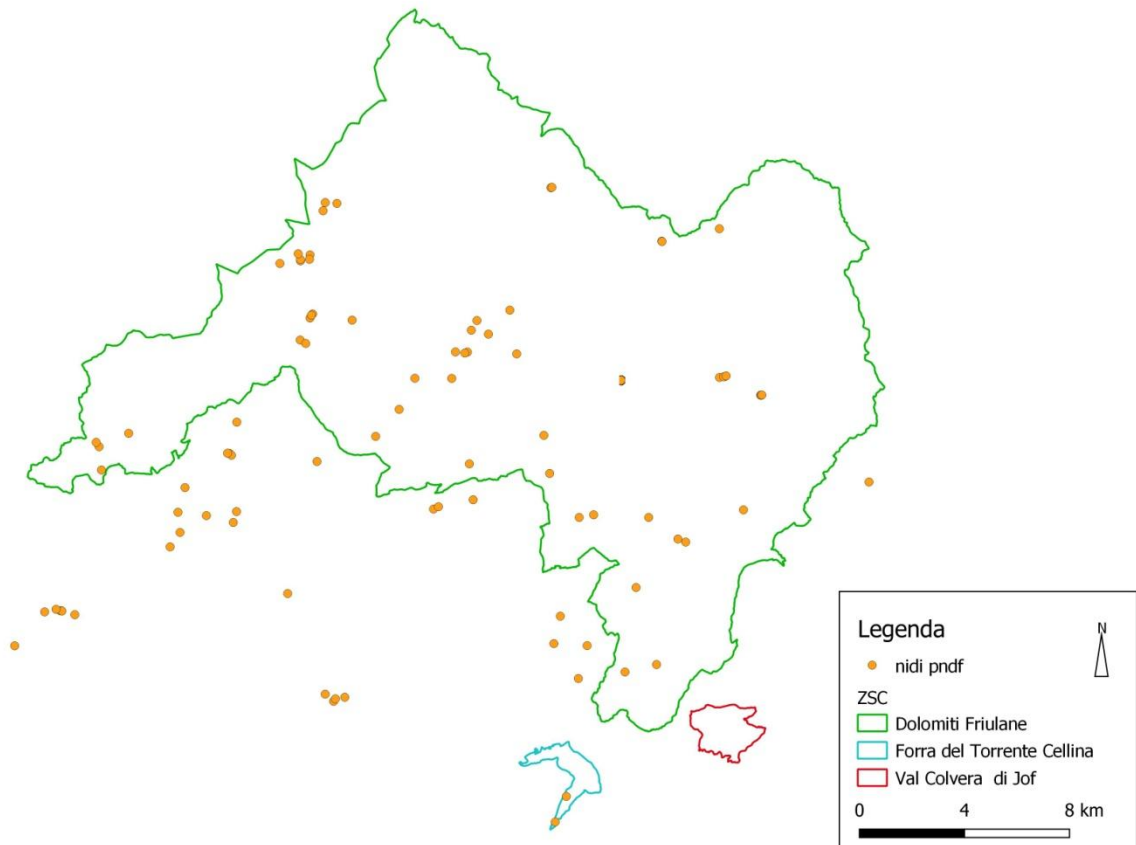 Legenda
N
nidi pndf
ZSC
Dolomiti Friulane
Forra del Torrente Cellina
Val Colvera di Jof
0 4 8 km